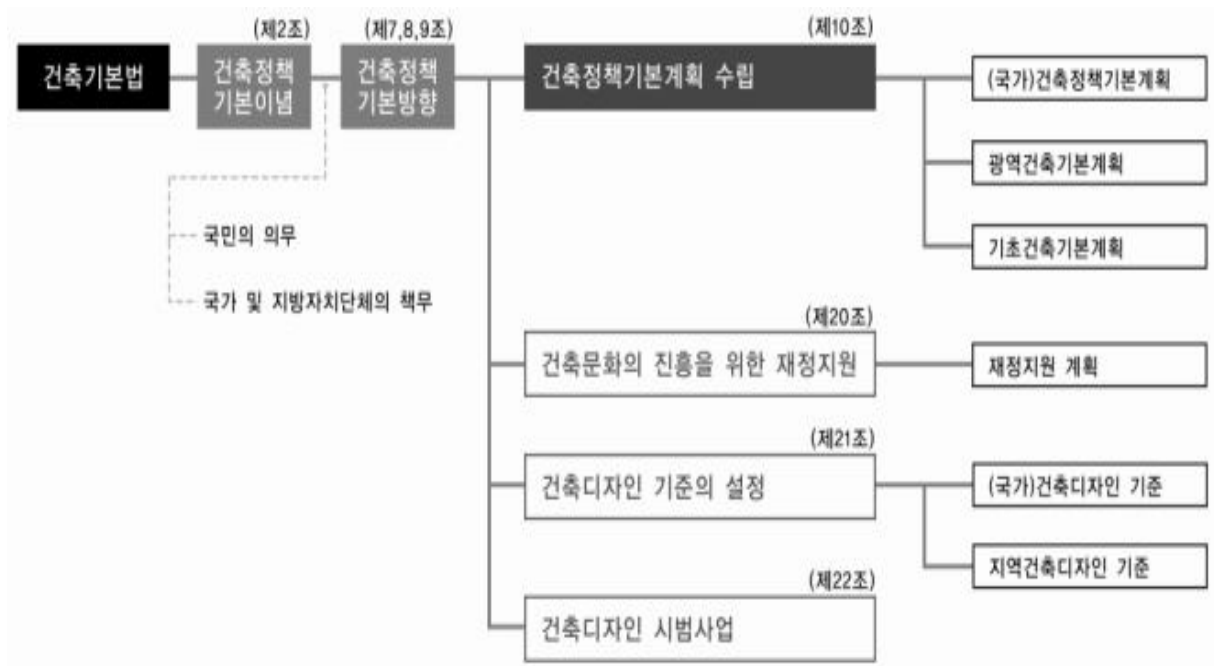 (제2조)
(제7,8,9조)
(제10조)
건축기본법
건축정책
기본이념
건축정책
기본방향
건축정책기본계획 수립
(국가)건축정책기본계획
광역건축기본계획
기초건축기본계획
국민의 의무
국가 및 지방자치단체의 책무
(제20조)
건축문화의 진흥을 위한 재정지원
재정지원 계획
(제21조)
건축디자인 기준의 설정
(국가)건축디자인 기준
지역건축디자인 기준
(제22조)
건축디자인 시범사업